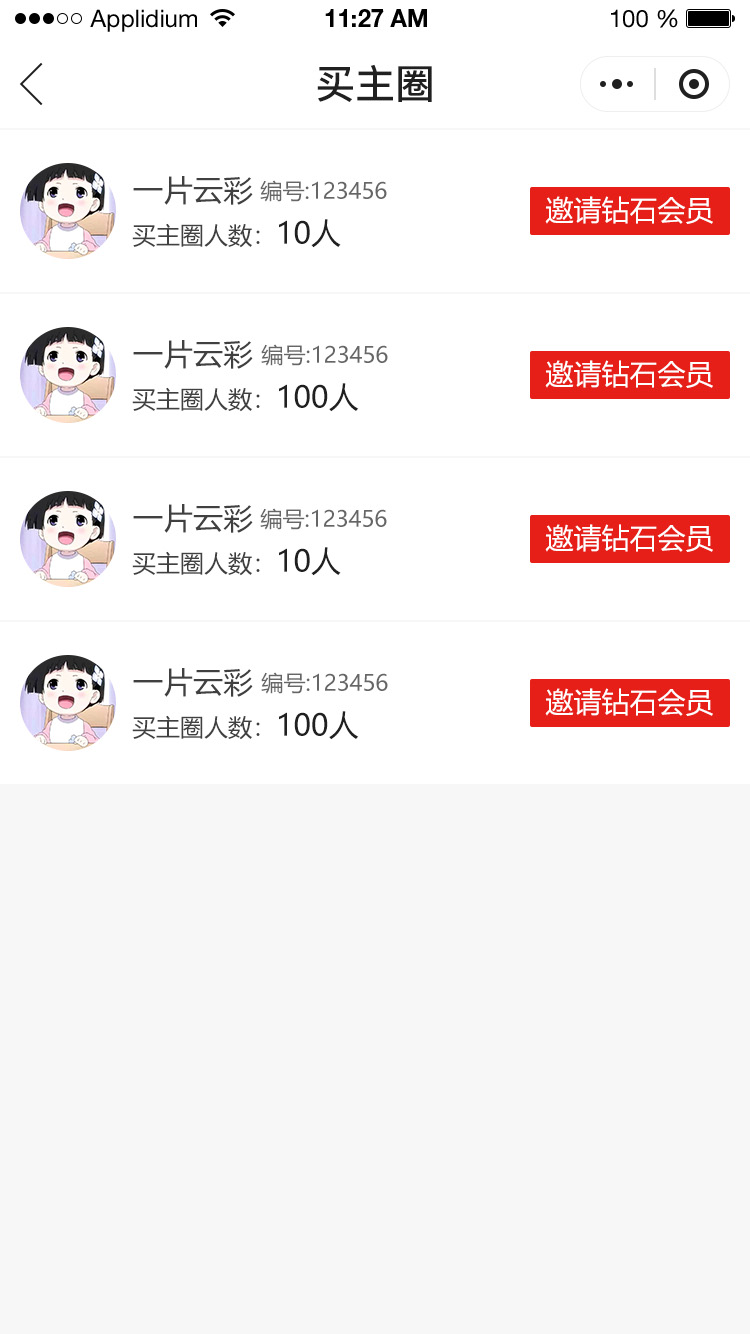 Applidium 11:27 AM 100 %
买主圈
一片云彩 编号:123456
买主圈人数：10人
邀请钻石会员
一片云彩 编号:123456
买主圈人数：100人
邀请钻石会员
一片云彩 编号:123456
买主圈人数：10人
邀请钻石会员
一片云彩 编号:123456
买主圈人数：100人
邀请钻石会员